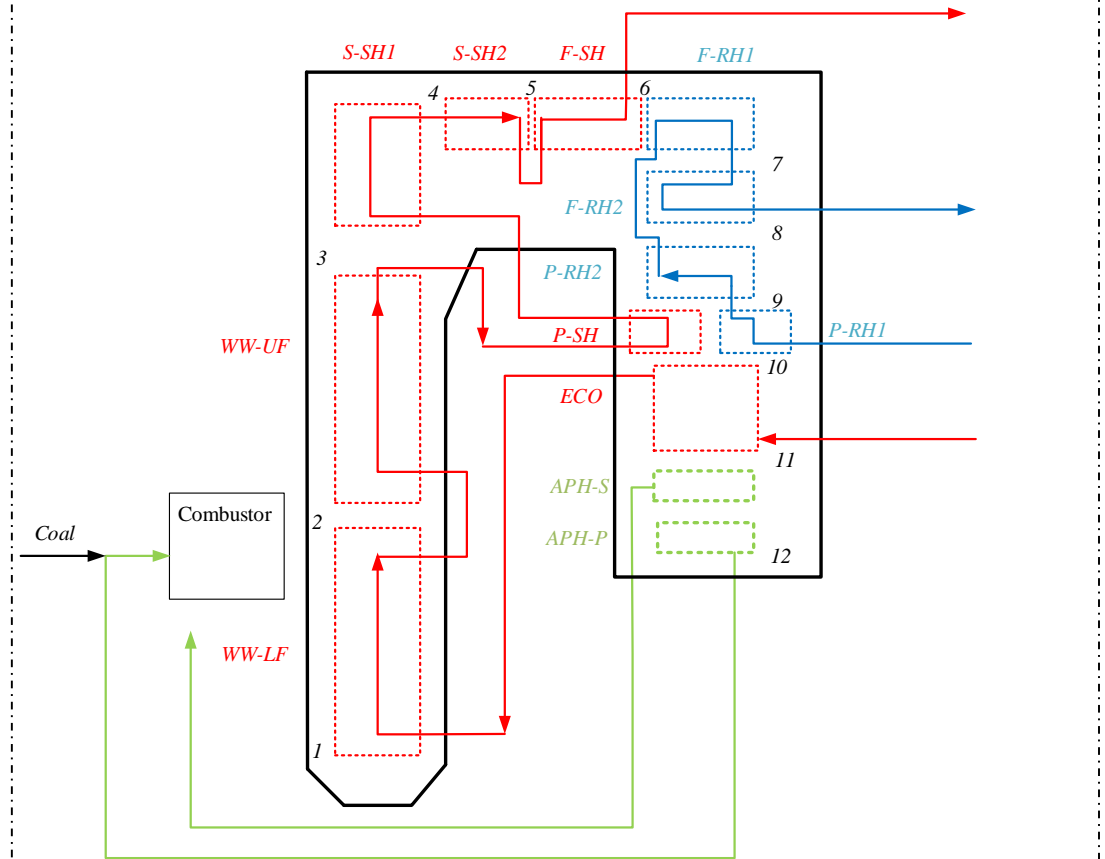 S-SH1
S-SH2
F-SH
F-RH1
4
5
6
7
F-RH2
8
3
P-RH2
9
P-SH
P-RH1
WW-UF
10
ECO
11
APH-S
Combustor
2
Coal
APH-P
12
WW-LF
1